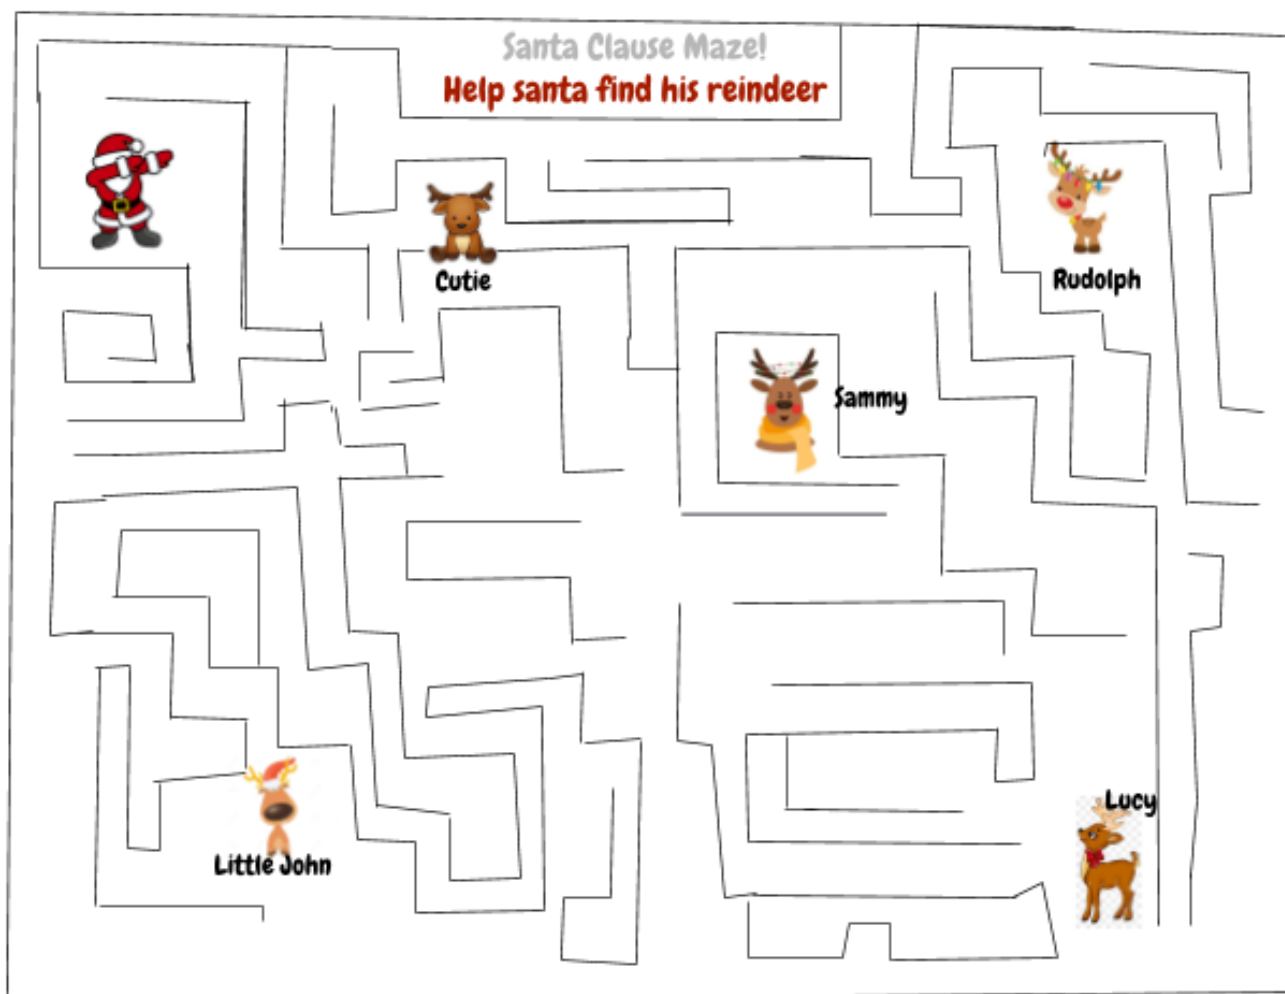 Santa Clause Maze!
Help santa find his reindeer
Cutie
Rudolph
Sammy
Lucy
Little John